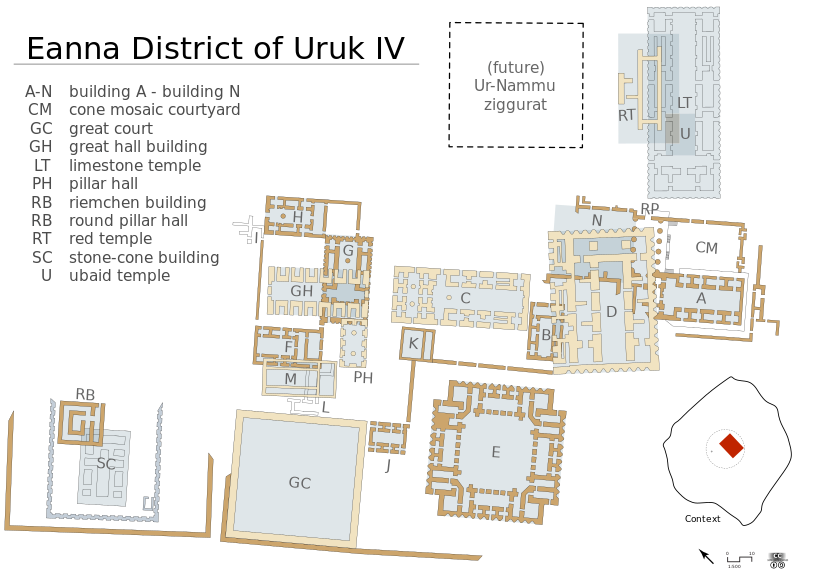 Eanna District of Uruk IV
A-N building A - building N
CM cone mosaic courtyard
GC great court
GH great hall building
LT limestone temple
PH pillar hall
RB riemchen building
RB round pillar hall
RT red temple
SC stone-cone building
U ubaid temple
(future)
Ur-Nammu
ziggurat
LT
RT
U
RP
N
CM
H
I
G
GH
C
A
D
B
K
F
M
PH
L
RB
SC
GC
J
E
Context
0 10
1:500